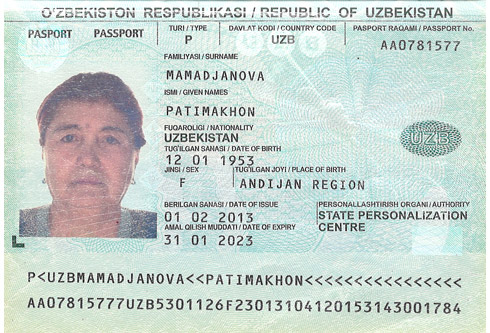 O'ZBEKISTON RESPUBLIKASI / REPUBLIC OF UZBEKISTAN
PASPORT PASSPORT
TURI / TYPE
P
DAVLAT KODI / COUNTRY CODE
UZB
PASPORT RAQAMI / PASSPORT No.
AA0781577
FAMILIYASI / SURNAME
MAMADJANOVA
ISMI / GIVEN NAMES
PATIMAKHON
FUQAROLIGI / NATIONALITY
UZBEKISTAN
TUG'ILGAN SANASI / DATE OF BIRTH
12 01 1953
JINSI / SEX
F
TUG'ILGAN JOYI / PLACE OF BIRTH
ANDIJAN REGION
BERILGAN SANASI / DATE OF ISSUE
01 02 2013
PERSONALLASHTIRISH ORGANI / AUTHORITY
STATE PERSONALIZATION
CENTRE
AMAL QILISH MUDDATI / DATE OF EXPIRY
31 01 2023
UZB
P<UZBMAMADJANOVA<<PATIMAKHON<<<<<<<<<<<<<<<<
AA07815777UZB5301126F23013104120153143001784